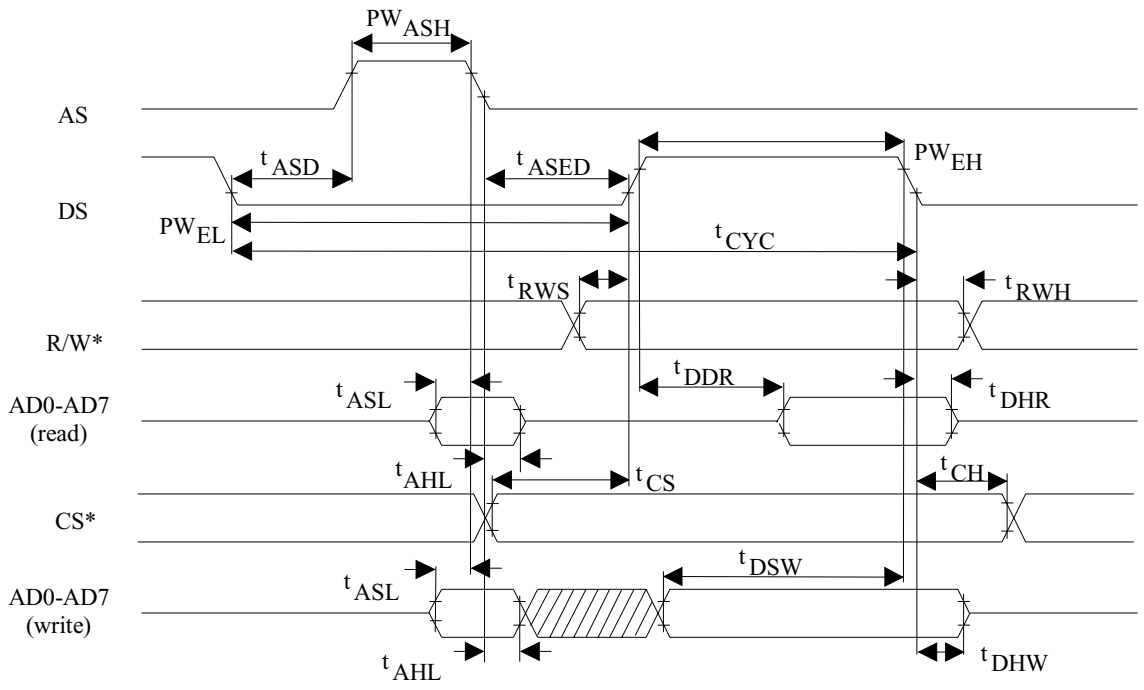 PW ASH
AS
t ASD
t ASED
PW EH
DS
PW EL
t CYC
t RWS
t RWH
R/W*
t DDR
t ASL
t DHR
AD0-AD7
(read)
t AHL
t CS
t CH
CS*
t DSW
t ASL
AD0-AD7
(write)
t AHL
t DHW